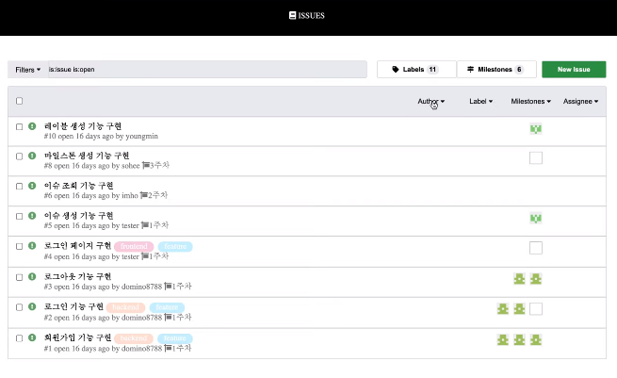 ISSUES
Filters is:issue is:open Labels 11 Milestones 6 New Issue
Author Label Milestones Assignee
레이블 생성 기능 구현
#10 open 16 days ago by youngmin
마일스톤 생성 기능 구현
#8 open 16 days ago by sohee 3주차
이슈 조회 기능 구현
#6 open 16 days ago by imho 2주차
이슈 생성 기능 구현
#5 open 16 days ago by tester 1주차
로그인 페이지 구현 frontend feature
#4 open 16 days ago by tester 1주차
로그아웃 기능 구현
#3 open 16 days ago by domino8788 1주차
로그인 기능 구현 backend feature
#2 open 16 days ago by domino8788 1주차
회원가입 기능 구현 backend feature
#1 open 16 days ago by domino8788 1주차